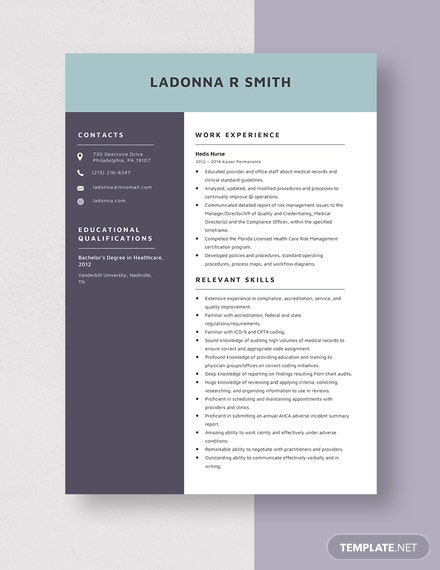 LADONNA R SMITH
CONTACTS
730 Deercove Drive
Philadelphia, PA 19107
(215) 216-8347
ladonna@mnomail.com
ladonna.com
EDUCATIONAL
QUALIFICATIONS
Bachelor's Degree in Healthcare,
2012
Vanderbilt University, Nashville,
TN
WORK EXPERIENCE
Hedis Nurse
2012 - 2018 Kaiser Permanente
Educated provider and office staff about medical records and
clinical standard guidelines.
Analyzed, updated, and modified procedures and processes to
continually improve QI operations.
Communicated detailed report of risk management issues to the
Manager/Director/VP of Quality and Credentialing, Medical
Director(s) and the Compliance Officer, within the specified
timeframe.
Completed the Florida Licensed Health Care Risk Management
certification program.
Developed policies and procedures, standard operating
procedures, process maps, and workflow diagrams.
RELEVANT SKILLS
Extensive experience in compliance, accreditation, service, and
quality improvement.
Familiar with accreditation, federal and state
regulations/requirements.
Familiar with ICD-9 and CPT4 coding.
Sound knowledge of auditing high volumes of medical records to
ensure correct and appropriate code assignment.
Profound knowledge of providing education and training to
physician groups/offices on correct coding initiatives.
Deep knowledge of reporting on findings resulting from chart audits.
Huge knowledge of reviewing and applying criteria, collecting,
researching, and organising information to use in reviews.
Proficient in scheduling and maintaining appointments with
providers and clinics.
Proficient in submitting an annual AHCA adverse incident summary
report.
Amazing ability to work calmly and effectively under adverse
conditions.
Remarkable ability to negotiate with practitioners and providers.
Outstanding ability to communicate effectively verbally and in
writing.
TEMPLATE.NET